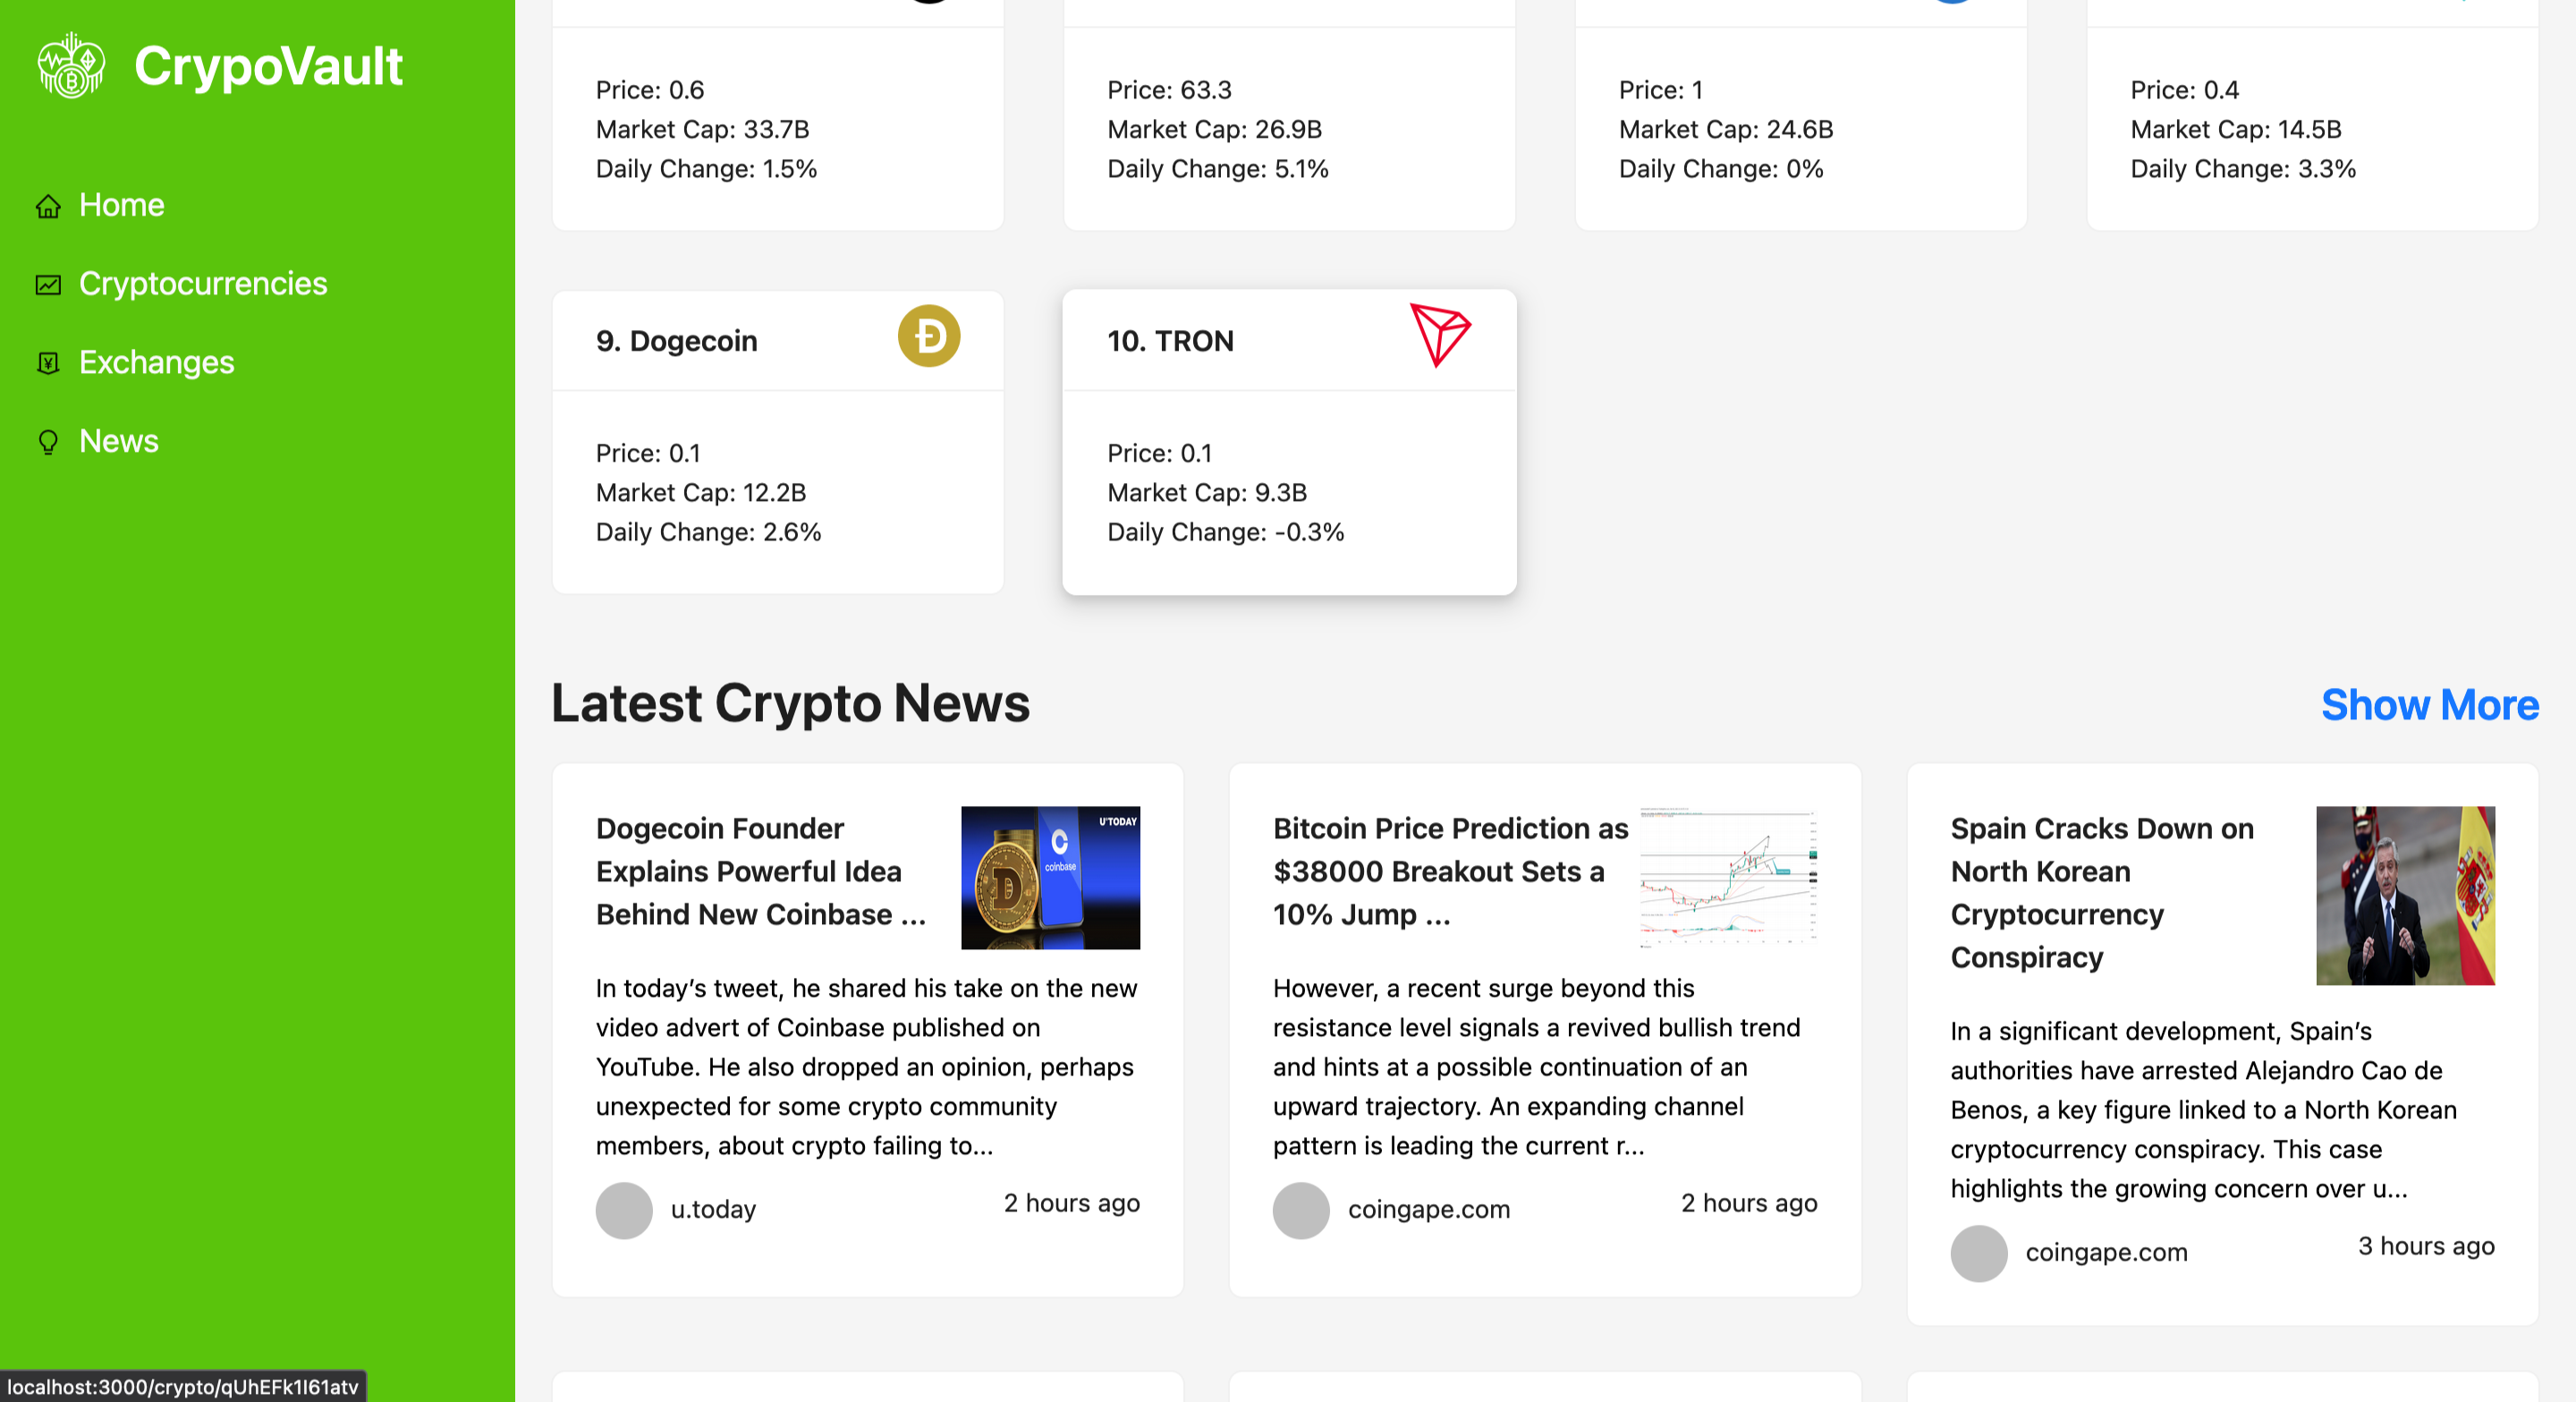 CrypoVault
Home
Cryptocurrencies
Exchanges
News
Price: 0.6
Market Cap: 33.7B
Daily Change: 1.5%
Price: 63.3
Market Cap: 26.9B
Daily Change: 5.1%
Price: 1
Market Cap: 24.6B
Daily Change: 0%
Price: 0.4
Market Cap: 14.5B
Daily Change: 3.3%
9. Dogecoin
Price: 0.1
Market Cap: 12.2B
Daily Change: 2.6%
10. TRON
Price: 0.1
Market Cap: 9.3B
Daily Change: -0.3%
Latest Crypto News
Show More
Dogecoin Founder
Explains Powerful Idea
Behind New Coinbase ...
U'TODAY
coinbase
In today’s tweet, he shared his take on the new
video advert of Coinbase published on
YouTube. He also dropped an opinion, perhaps
unexpected for some crypto community
members, about crypto failing to...
u.today
2 hours ago
Bitcoin Price Prediction as
$38000 Breakout Sets a
10% Jump ...
However, a recent surge beyond this
resistance level signals a revived bullish trend
and hints at a possible continuation of an
upward trajectory. An expanding channel
pattern is leading the current r...
coingape.com
2 hours ago
Spain Cracks Down on
North Korean
Cryptocurrency
Conspiracy
In a significant development, Spain’s
authorities have arrested Alejandro Cao de
Benos, a key figure linked to a North Korean
cryptocurrency conspiracy. This case
highlights the growing concern over u...
coingape.com
3 hours ago
localhost:3000/crypto/qUhEFk1I61atv